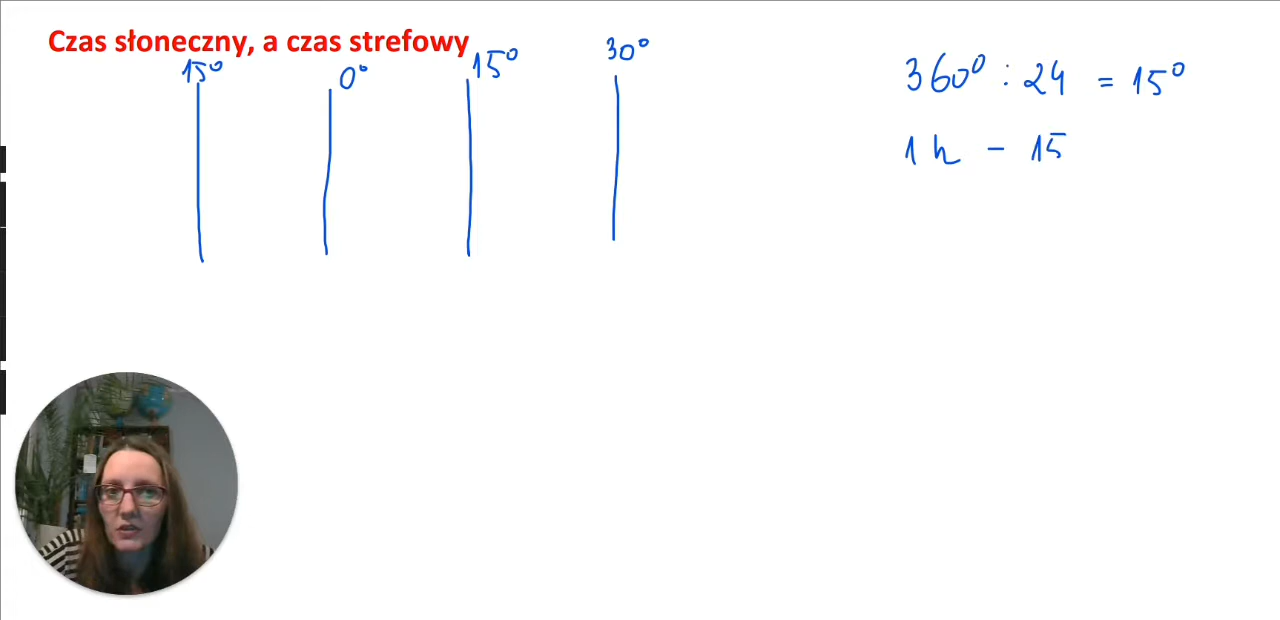 Czas słoneczny, a czas strefowy
15° 0° 15° 30°
360° : 24 = 15°
1 h - 15